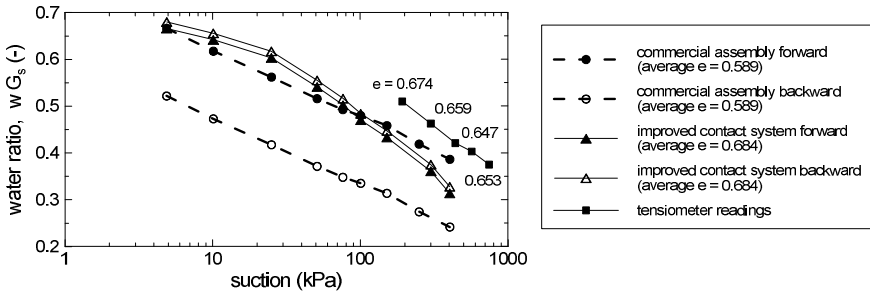 water ratio, w Gs (-)
0.7
0.6
0.5
0.4
0.3
0.2
1
10
100
1000
suction (kPa)
e = 0.674
0.659
0.647
0.653
commercial assembly forward
(average e = 0.589)
commercial assembly backward
(average e = 0.589)
improved contact system forward
(average e = 0.684)
improved contact system backward
(average e = 0.684)
tensiometer readings